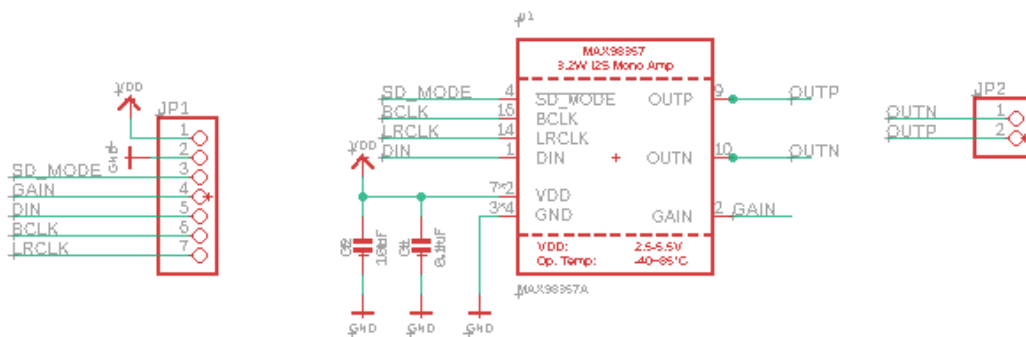 VDD
JP1
1
GND
2
SD_MODE
3
GAIN
4
DIN
5
BCLK
6
LRCLK
7
MAX98357
3.2W I2S Mono Amp
SD_MODE 4 SD_MODE OUTP 9 OUTP
BCLK 16 BCLK
LRCLK 14 LRCLK
DIN 1 DIN OUTN 10 OUTN
VDD
7*2 VDD
3*4 GND GAIN 2 GAIN
VDD: 2.5-5.5V
Op. Temp: -40~85°C
MAX98357A
GND
GND
GND
JP2
OUTN 1
OUTP 2